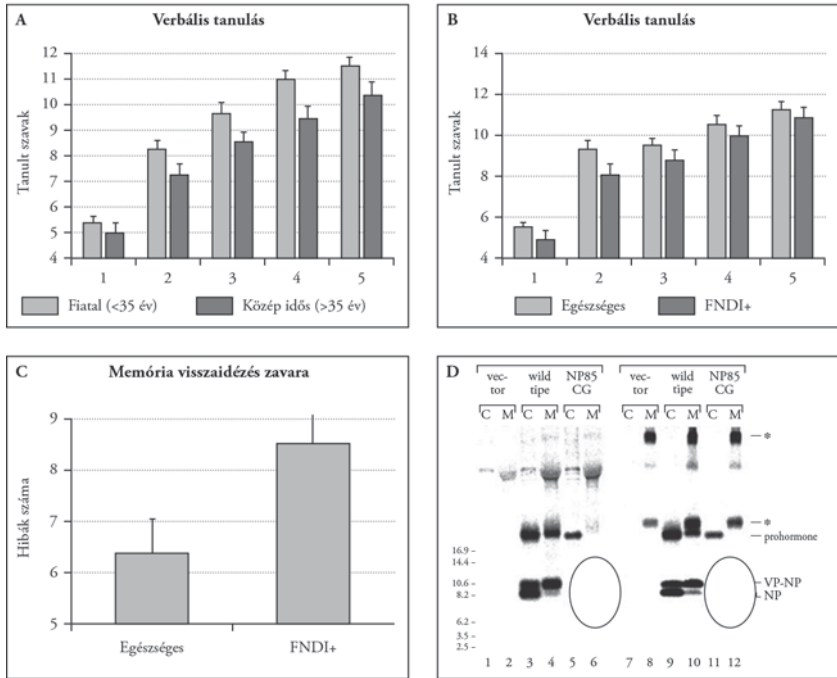 A Verbális tanulás
Tanult szavak
12
11
10
9
8
7
6
5
4
1 2 3 4 5
Fiatal (<35 év) Közép idős (>35 év)
B Verbális tanulás
Tanult szavak
14
12
10
8
6
4
1 2 3 4 5
Egészséges FNDI+
C Memória visszaidézés zavara
Hibák száma
9
8
7
6
5
Egészséges FNDI+
D
vec- wild NP85 vec- wild NP85
tor tipe CG tor tipe CG
C M C M C M C M C M C M
*
*
prohormone
16.9
14.4
10.6 VP-NP
8.2 NP
6.2
3.5
2.5
1 2 3 4 5 6 7 8 9 10 11 12